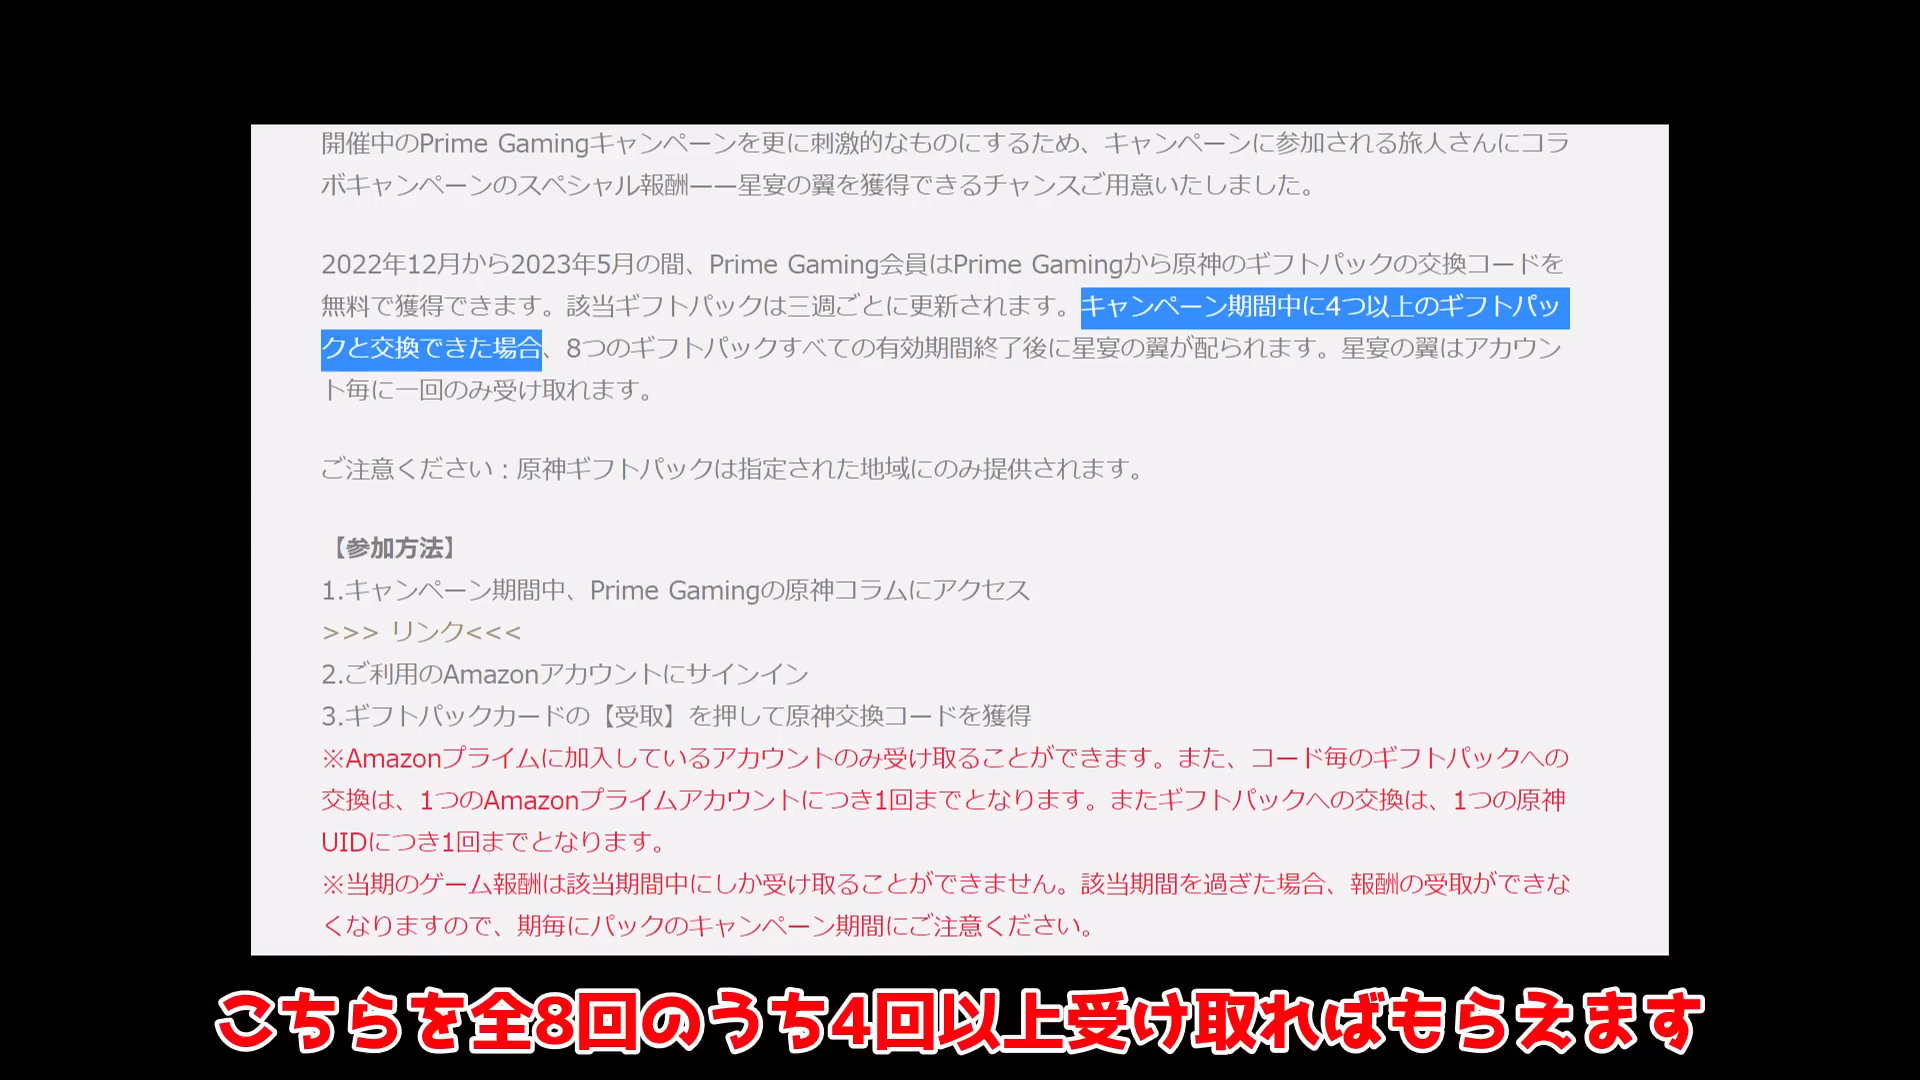 開催中のPrime Gamingキャンペーンを更に刺激的なものにするため、キャンペーンに参加される旅人さんにコラ
ボキャンペーンのスペシャル報酬——星宴の翼を獲得できるチャンスご用意いたしました。
2022年12月から2023年5月の間、Prime Gaming会員はPrime Gamingから原神のギフトパックの交換コードを
無料で獲得できます。該当ギフトパックは三週ごとに更新されます。キャンペーン期間中に4つ以上のギフトパッ
クと交換できた場合、8つのギフトパックすべての有効期間終了後に星宴の翼が配られます。星宴の翼はアカウン
ト毎に一回のみ受け取れます。
ご注意ください：原神ギフトパックは指定された地域にのみ提供されます。
【参加方法】
1.キャンペーン期間中、Prime Gamingの原神コラムにアクセス
>>> リンク<<<
2.ご利用のAmazonアカウントにサインイン
3.ギフトパックカードの【受取】を押して原神交換コードを獲得
※Amazonプライムに加入しているアカウントのみ受け取ることができます。また、コード毎のギフトパックへの
交換は、1つのAmazonプライムアカウントにつき1回までとなります。またギフトパックへの交換は、1つの原神
UIDにつき1回までとなります。
※当期のゲーム報酬は該当期間中にしか受け取ることができません。該当期間を過ぎた場合、報酬の受取ができな
くなりますので、期毎にパックのキャンペーン期間にご注意ください。
こちらを全8回のうち4回以上受け取ればもらえます